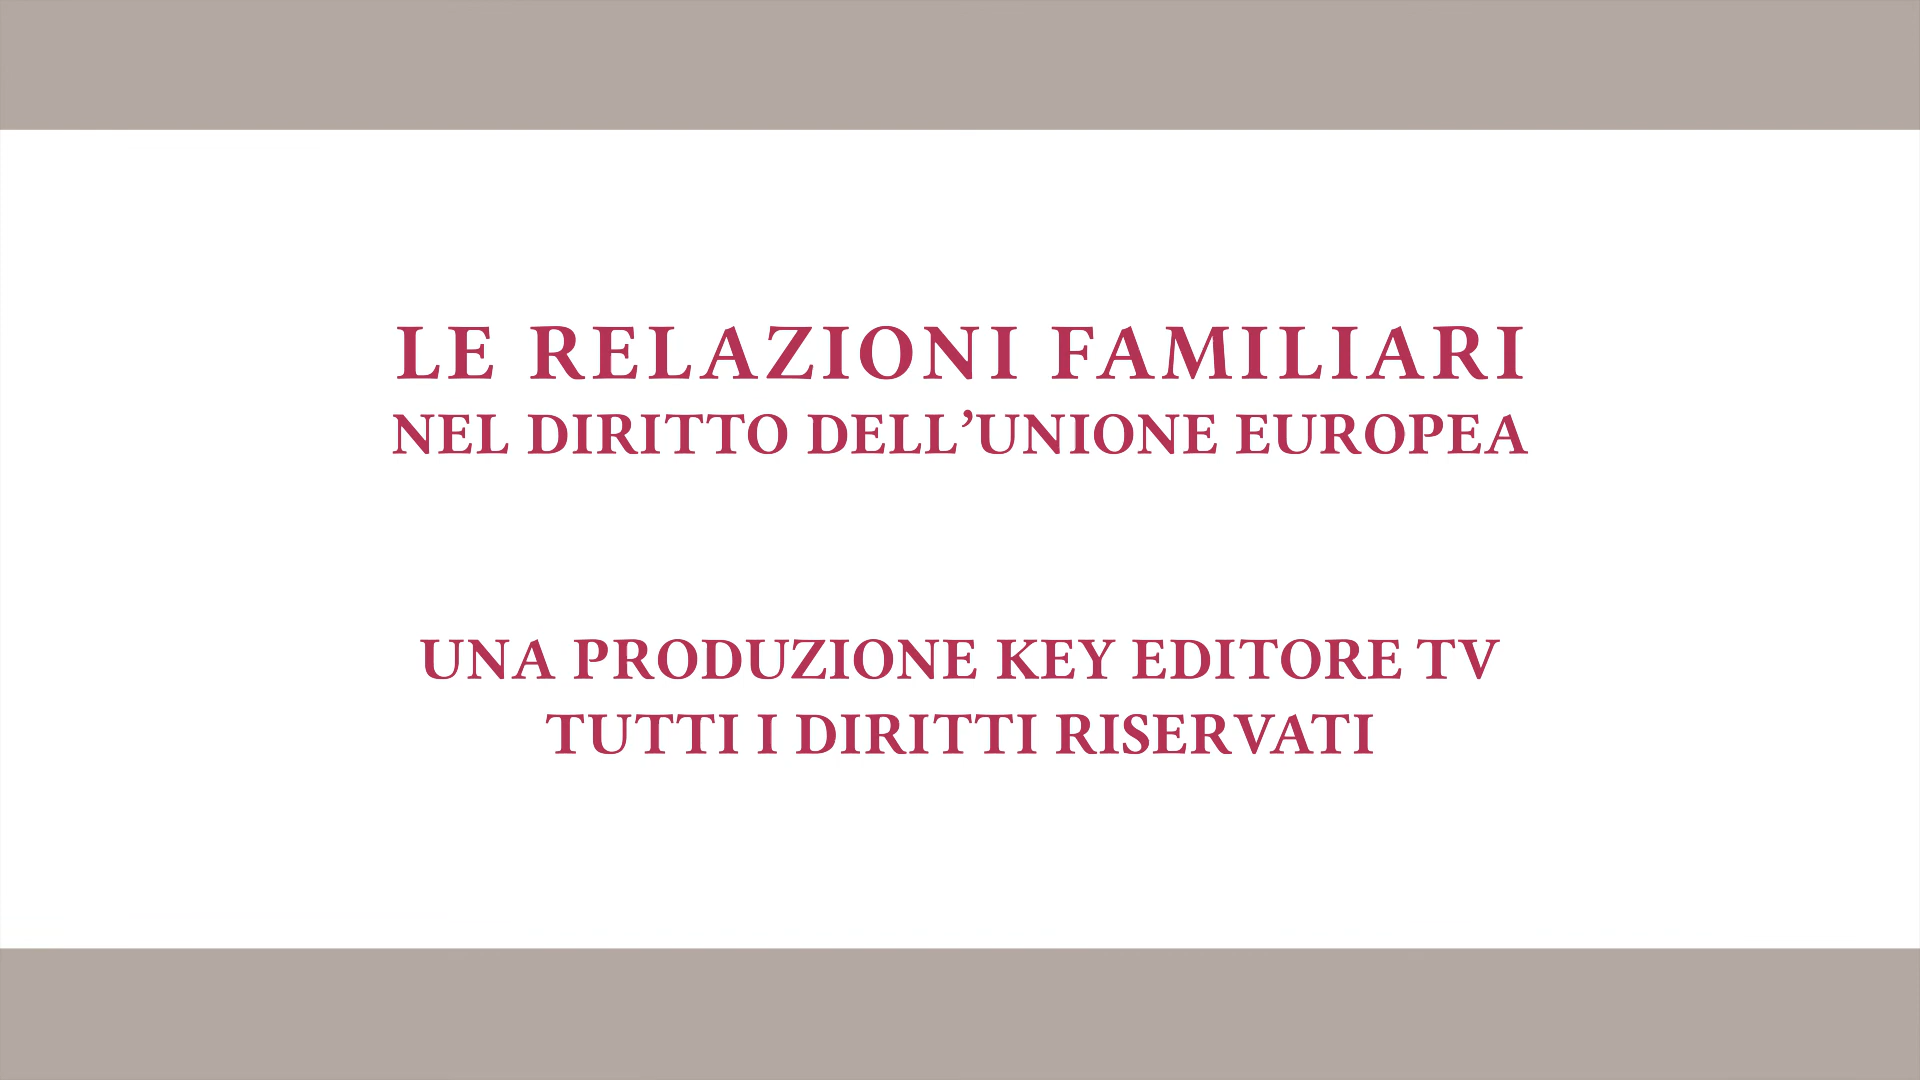 LE RELAZIONI FAMILIARI
NEL DIRITTO DELL’UNIONE EUROPEA
UNA PRODUZIONE KEY EDITORE TV
TUTTI I DIRITTI RISERVATI